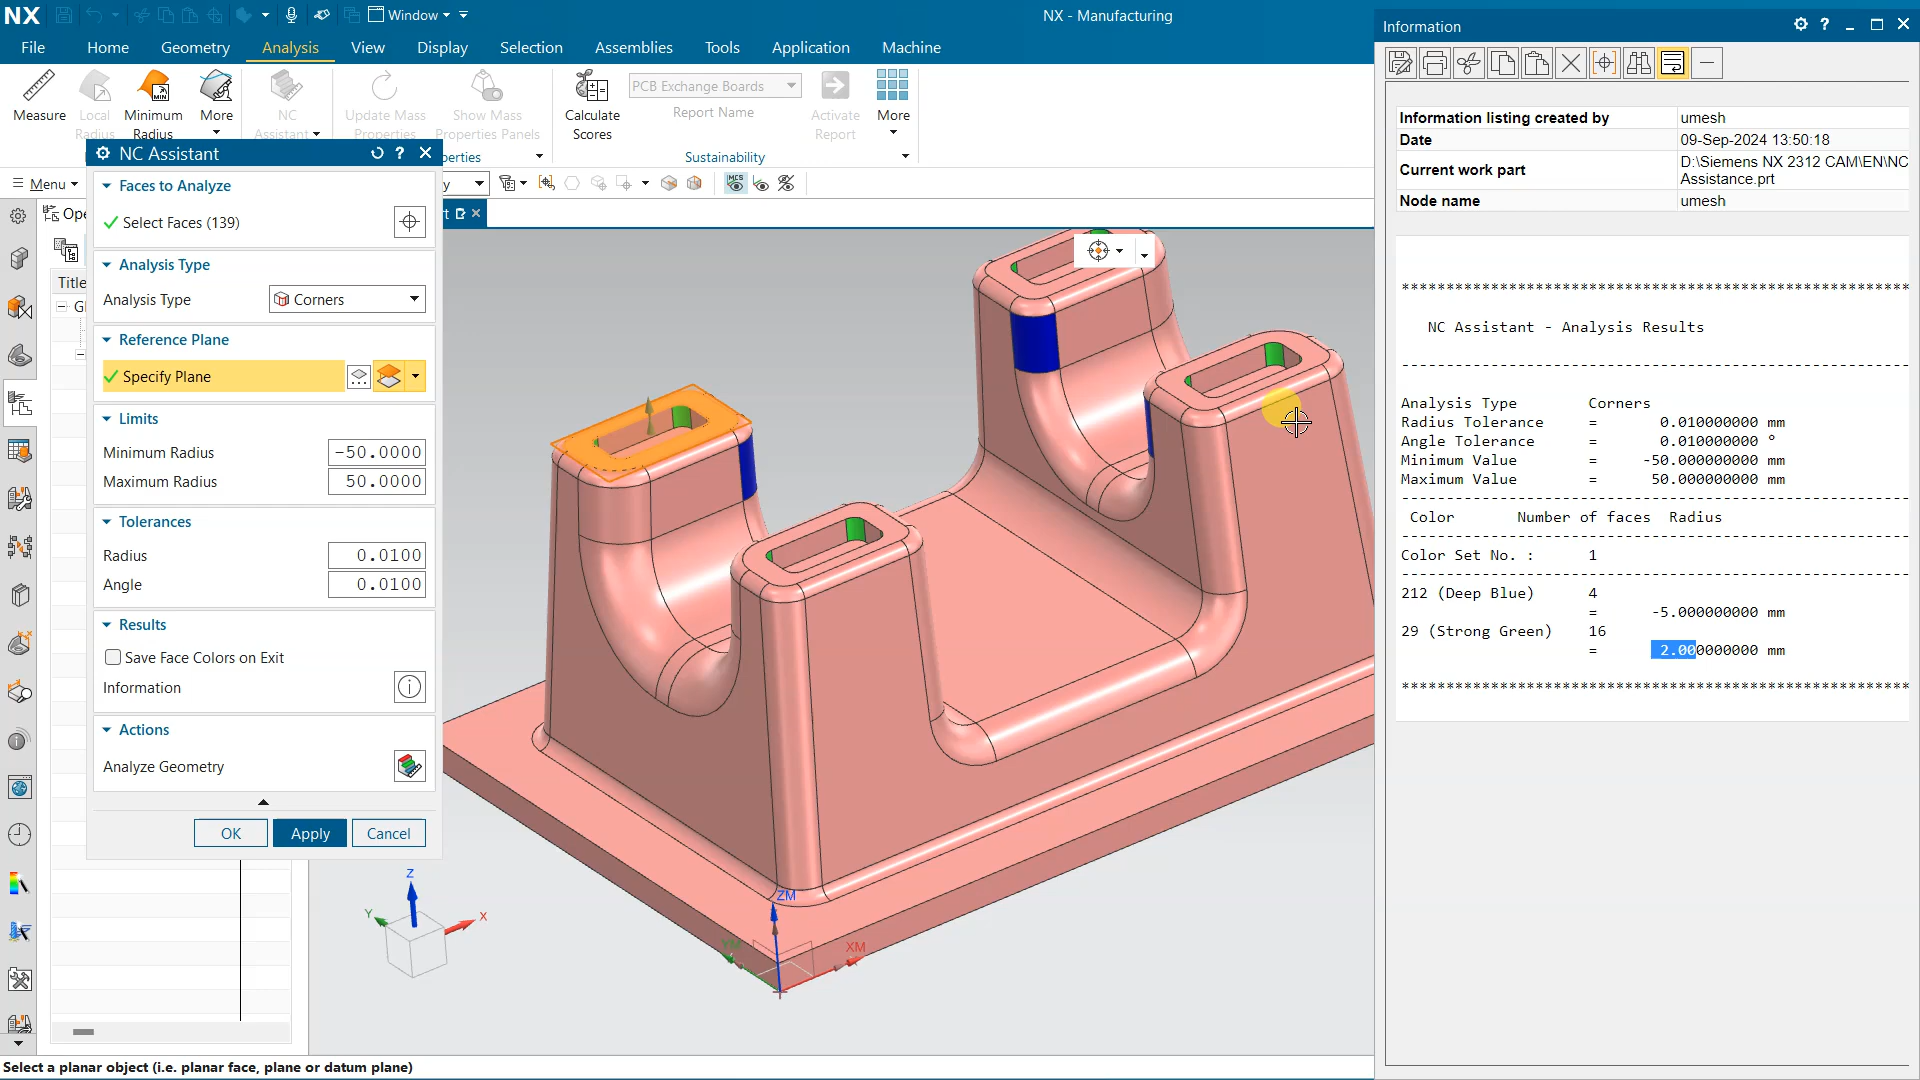 NX
Window
NX - Manufacturing
File Home Geometry Analysis View Display Selection Assemblies Tools Application Machine
Measure
Local
Radius
Minimum
Radius
More
NC
Assistant
Update Mass
Properties
Show Mass
Properties Panels
Calculate
Scores
PCB Exchange Boards
Report Name
Activate
Report
More
perties
Sustainability
Menu
y
MCS
NC Assistant
Faces to Analyze
Select Faces (139)
Analysis Type
Analysis Type Corners
Reference Plane
Specify Plane
Limits
Minimum Radius -50.0000
Maximum Radius 50.0000
Tolerances
Radius 0.0100
Angle 0.0100
Results
Save Face Colors on Exit
Information
Actions
Analyze Geometry
OK Apply Cancel
Ope
Title
Gl
rt
MIN
Z
Y
X
ZM
YM
XM
Select a planar object (i.e. planar face, plane or datum plane)
Information
Information listing created by umesh
Date 09-Sep-2024 13:50:18
Current work part D:\Siemens NX 2312 CAM\EN\NC
Assistance.prt
Node name umesh
NC Assistant - Analysis Results
Analysis Type Corners
Radius Tolerance = 0.010000000 mm
Angle Tolerance = 0.010000000 °
Minimum Value = -50.000000000 mm
Maximum Value = 50.000000000 mm
Color Number of faces Radius
Color Set No. : 1
212 (Deep Blue) 4
= -5.000000000 mm
29 (Strong Green) 16
= 2.000000000 mm